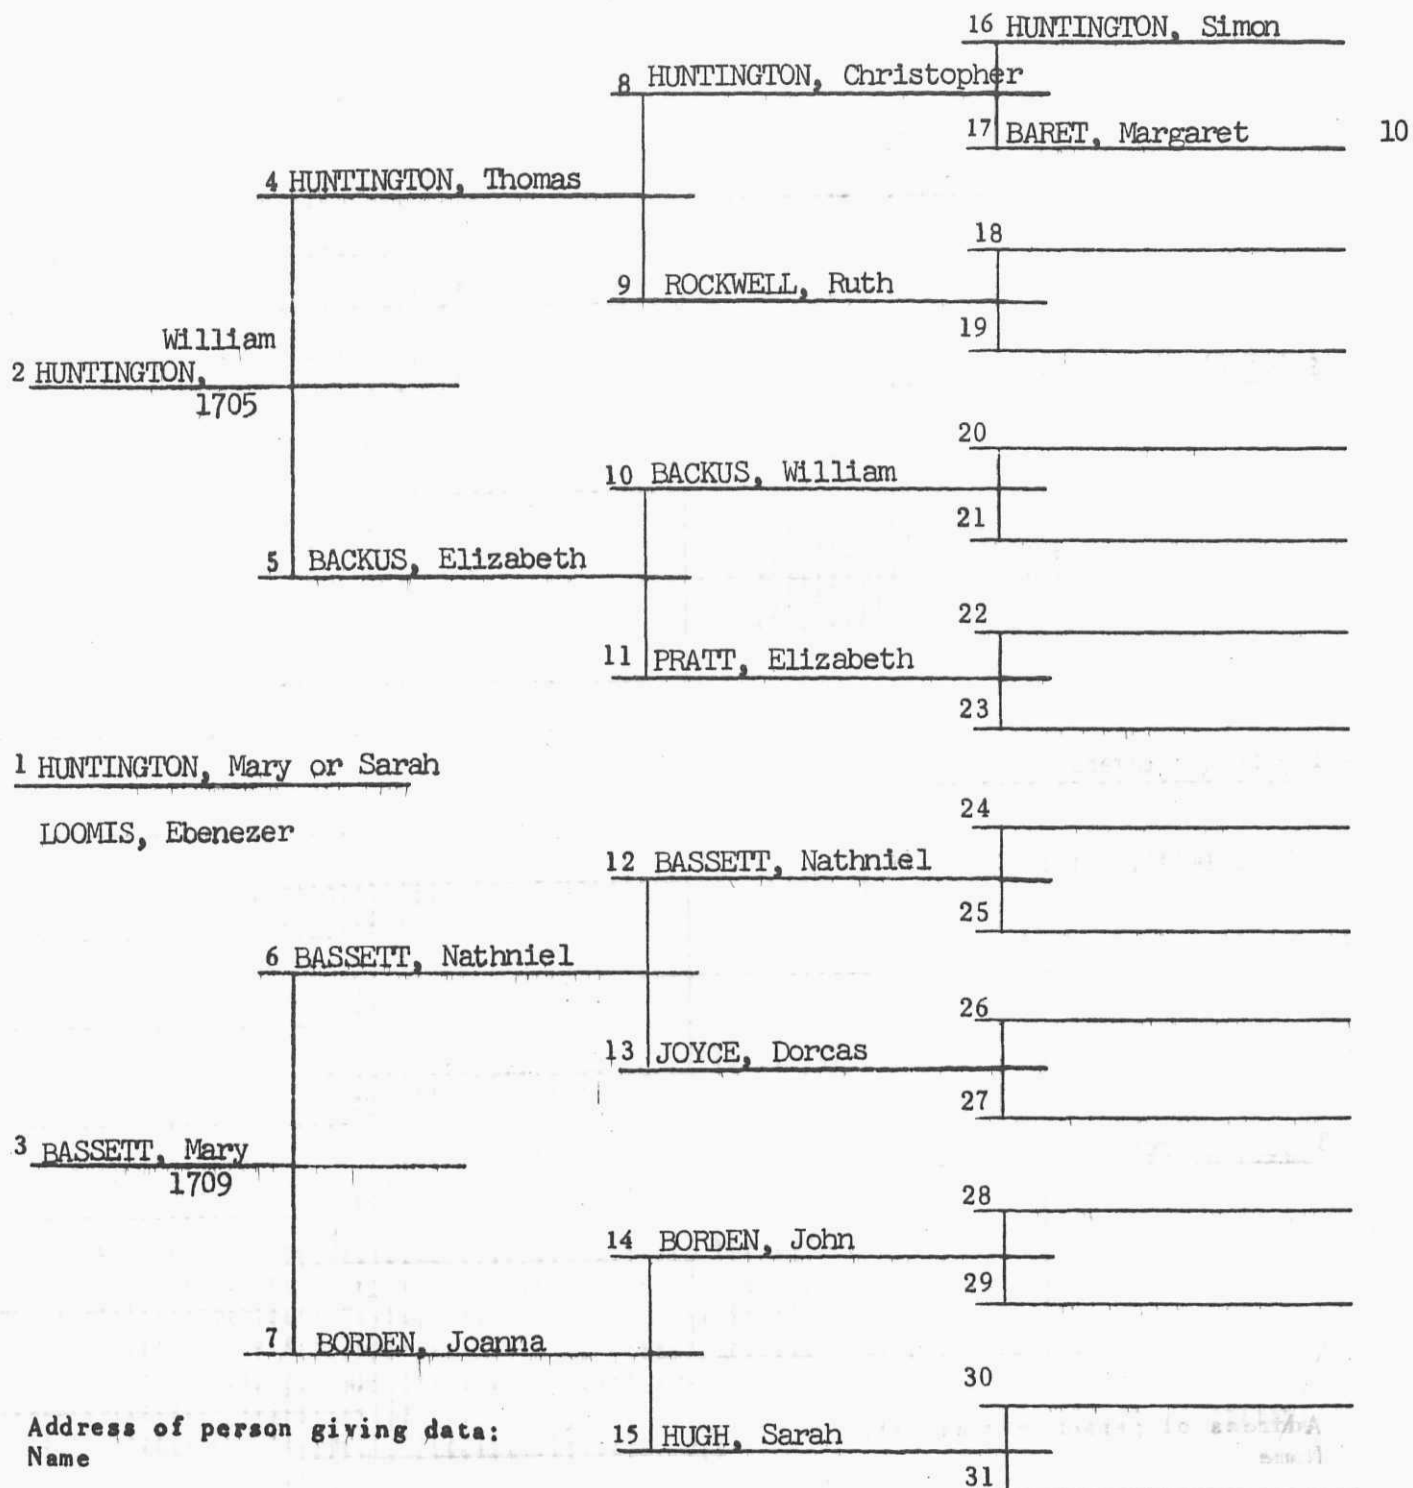 16 HUNTINGTON, Simon
8 HUNTINGTON, Christopher
17 BARET, Margaret 10
4 HUNTINGTON, Thomas
18
9 ROCKWELL, Ruth
19
William
2 HUNTINGTON,
1705
20
10 BACKUS, William
21
5 BACKUS, Elizabeth
22
11 PRATT, Elizabeth
23
1 HUNTINGTON, Mary or Sarah
LOOMIS, Ebenezer
24
12 BASSETT, Nathniel
25
6 BASSETT, Nathniel
26
13 JOYCE, Dorcas
27
3 BASSETT, Mary
1709
28
14 BORDEN, John
29
7 BORDEN, Joanna
30
15 HUGH, Sarah
31
Address of person giving data:
Name